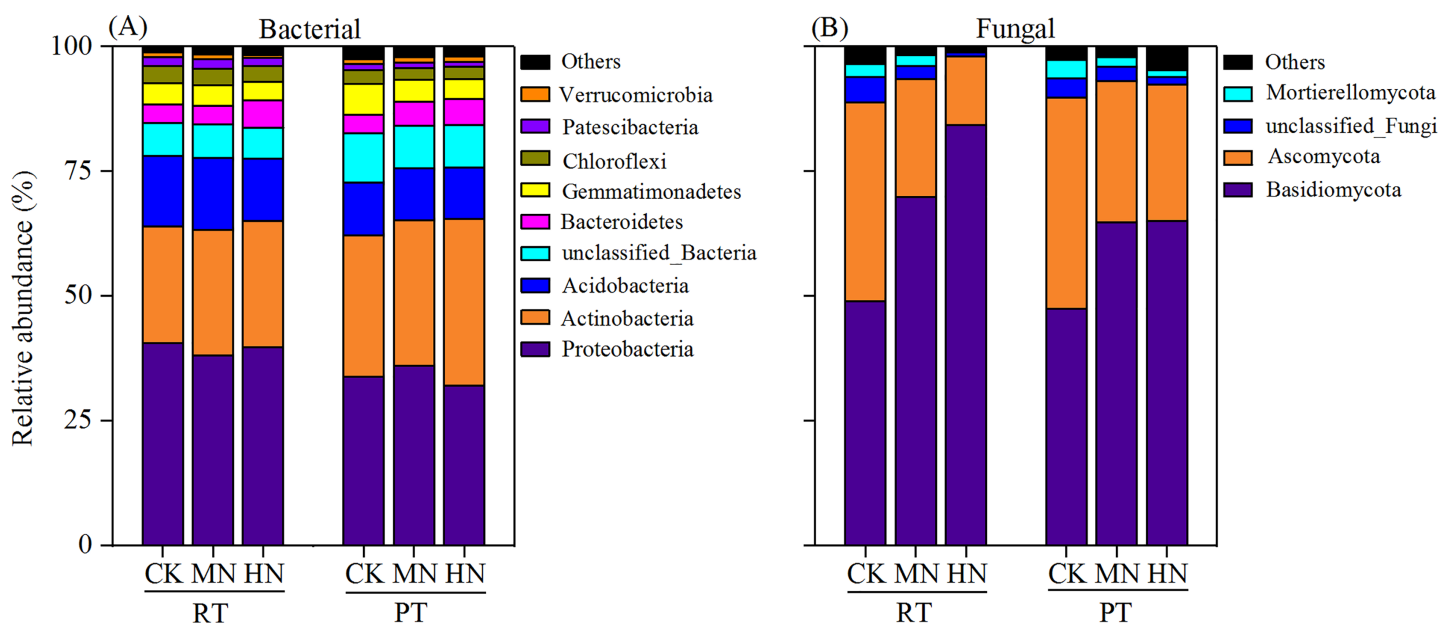 (A)
Bacterial
Relative abundance (%)
100
75
50
25
0
CK MN HN
RT
CK MN HN
PT
Others
Verrucomicrobia
Patescibacteria
Chloroflexi
Gemmatimonadetes
Bacteroidetes
unclassified_Bacteria
Acidobacteria
Actinobacteria
Proteobacteria
(B)
Fungal
CK MN HN
RT
CK MN HN
PT
Others
Mortierellomycota
unclassified_Fungi
Ascomycota
Basidiomycota